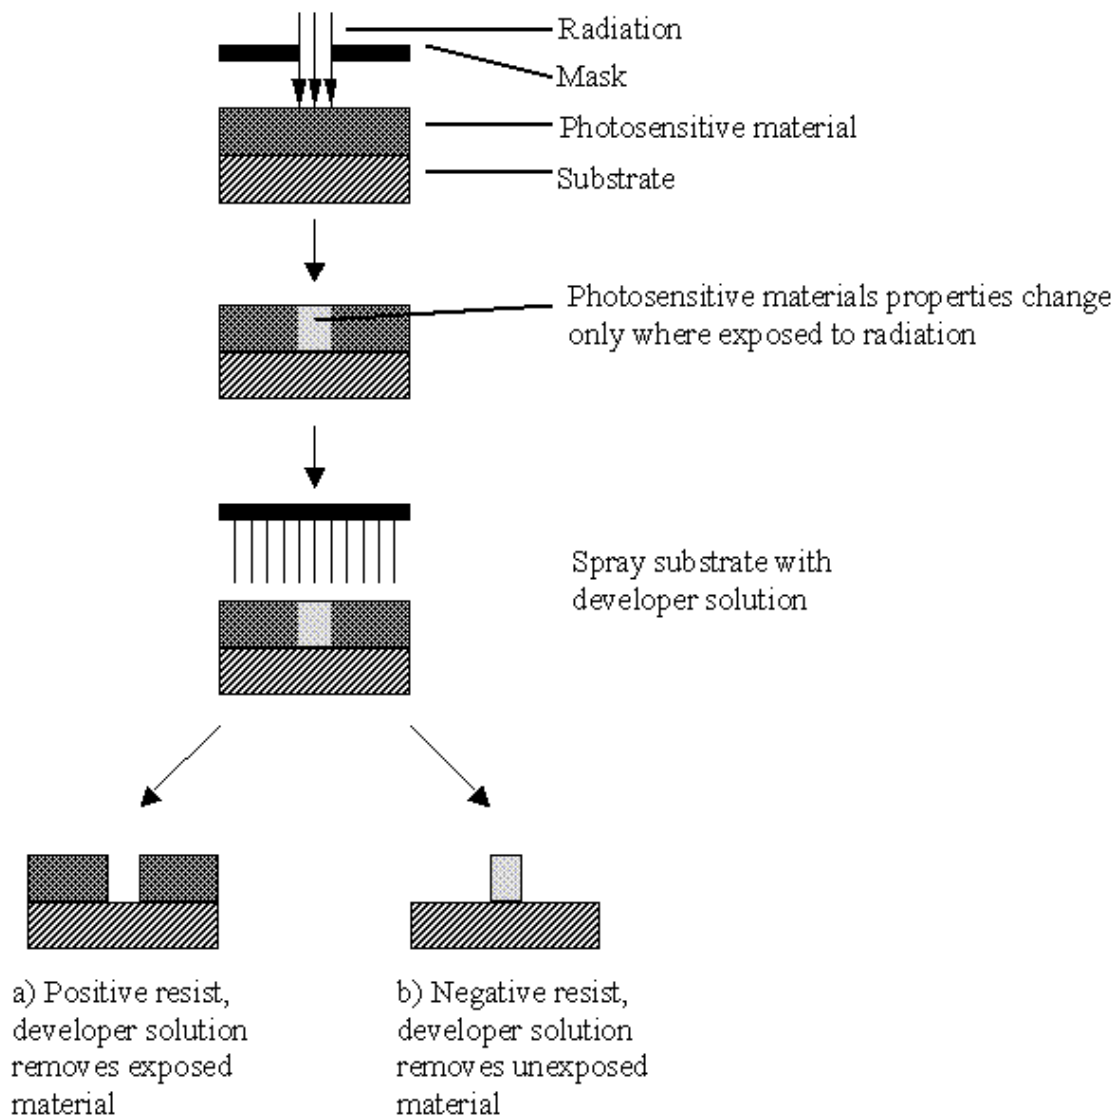 Radiation
Mask
Photosensitive material
Substrate
Photosensitive materials properties change
only where exposed to radiation
Spray substrate with
developer solution
a) Positive resist,
developer solution
removes exposed
material
b) Negative resist,
developer solution
removes unexposed
material